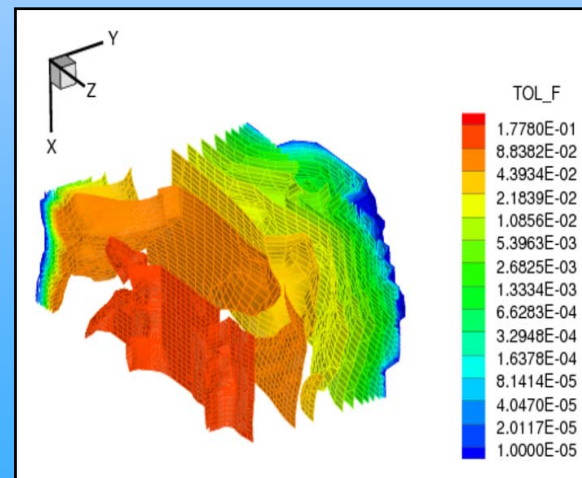 Y
Z
X
TOL_F
1.7780E-01
8.8382E-02
4.3934E-02
2.1839E-02
1.0856E-02
5.3963E-03
2.6825E-03
1.3334E-03
6.6283E-04
3.2948E-04
1.6378E-04
8.1414E-05
4.0470E-05
2.0117E-05
1.0000E-05